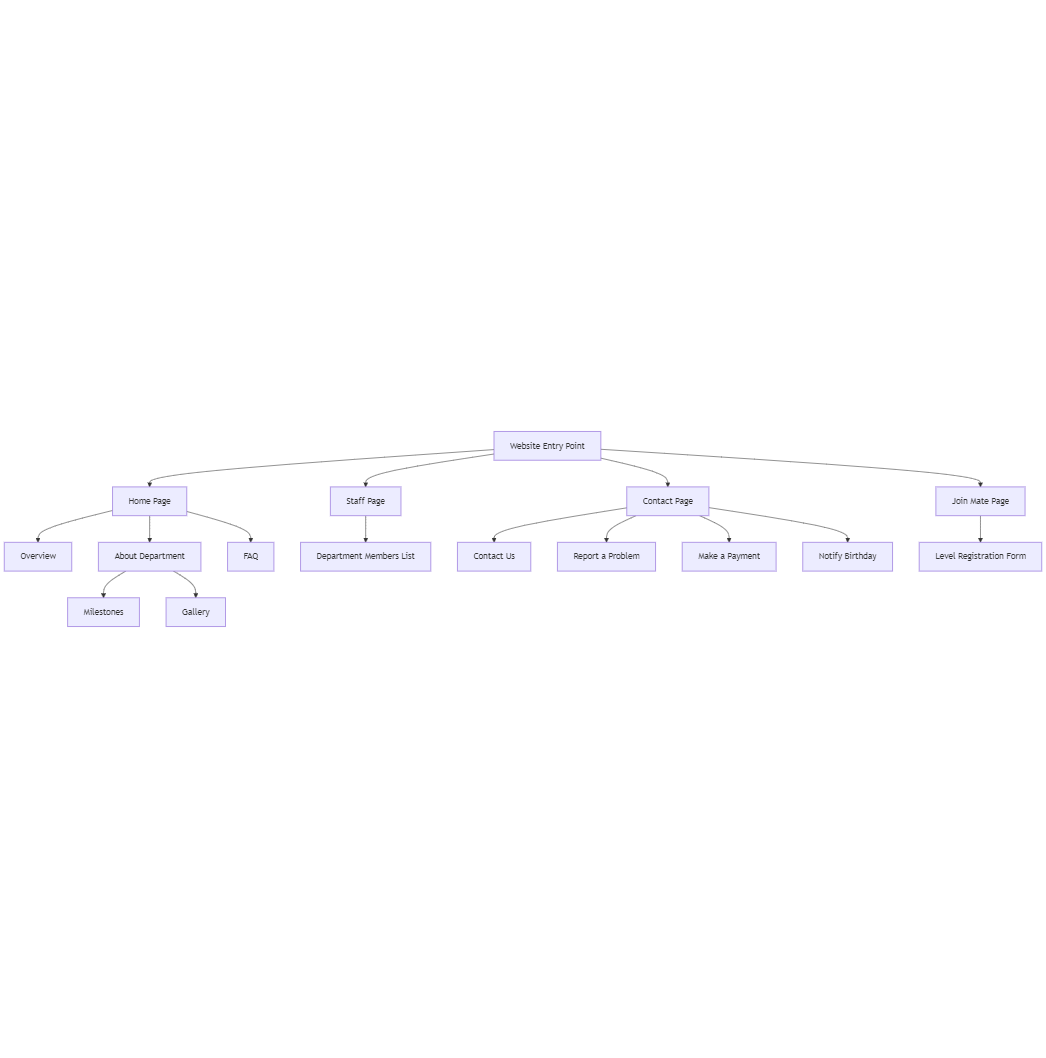 Website Entry Point
Home Page
Staff Page
Contact Page
Join Mate Page
Overview
About Department
FAQ
Department Members List
Contact Us
Report a Problem
Make a Payment
Notify Birthday
Level Registration Form
Milestones
Gallery